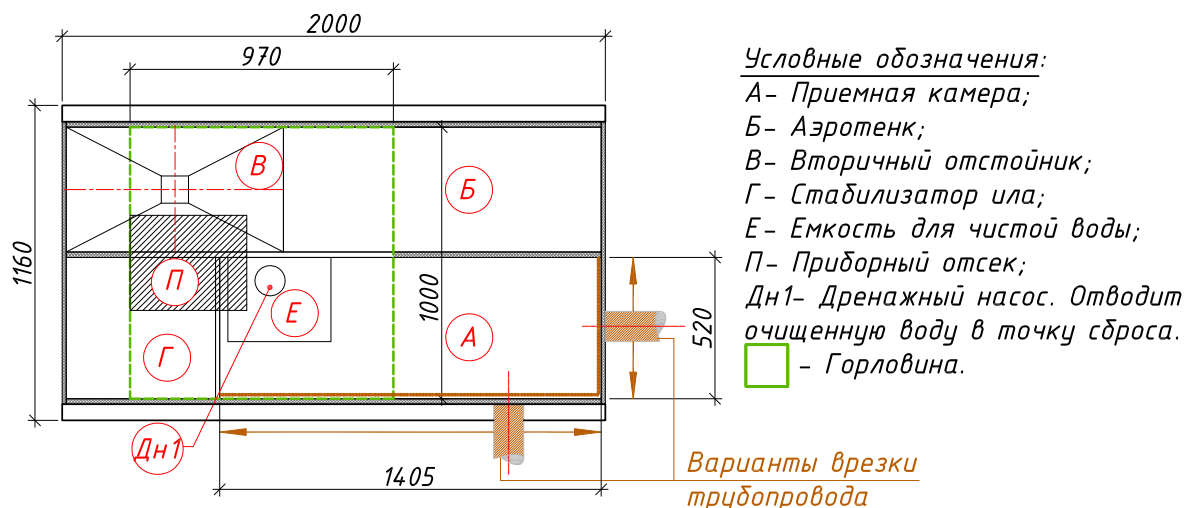 2000
970
1160
1000
520
1405
В
Б
П
Е
А
Г
Дн1
Условные обозначения:
А- Приемная камера;
Б- Аэротенк;
В- Вторичный отстойник;
Г- Стабилизатор ила;
Е- Емкость для чистой воды;
П- Приборный отсек;
Дн1- Дренажный насос. Отводит
очищенную воду в точку сброса.
- Горловина.
Варианты врезки
трубопровода